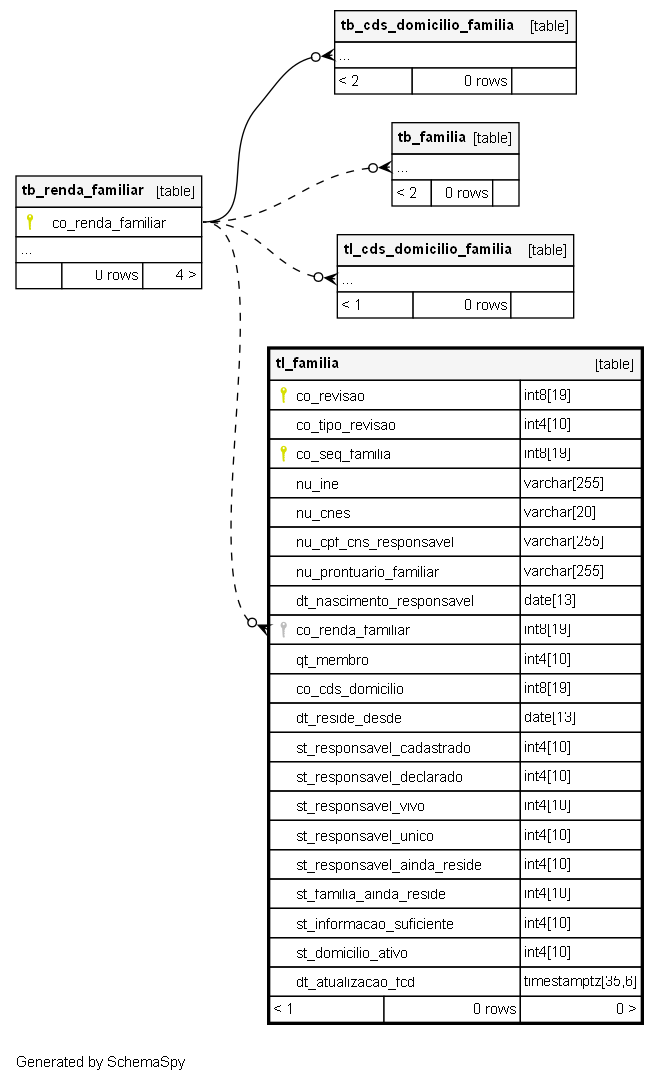 tb_cds_domicilio_familia [table]
...
< 2 0 rows
tb_familia [table]
...
< 2 0 rows
tb_renda_familiar [table]
co_renda_familiar
...
0 rows 4 >
tl_cds_domicilio_familia [table]
...
< 1 0 rows
tl_familia [table]
co_revisao int8[19]
co_tipo_revisao int4[10]
co_seq_familia int8[19]
nu_ine varchar[255]
nu_cnes varchar[20]
nu_cpf_cns_responsavel varchar[255]
nu_prontuario_familiar varchar[255]
dt_nascimento_responsavel date[13]
co_renda_familiar int8[19]
qt_membro int4[10]
co_cds_domicilio int8[19]
dt_reside_desde date[13]
st_responsavel_cadastrado int4[10]
st_responsavel_declarado int4[10]
st_responsavel_vivo int4[10]
st_responsavel_unico int4[10]
st_responsavel_ainda_reside int4[10]
st_familia_ainda_reside int4[10]
st_informacao_suficiente int4[10]
st_domicilio_ativo int4[10]
dt_atualizacao_fcd timestamptz[35,6]
< 1 0 rows 0 >
Generated by SchemaSpy